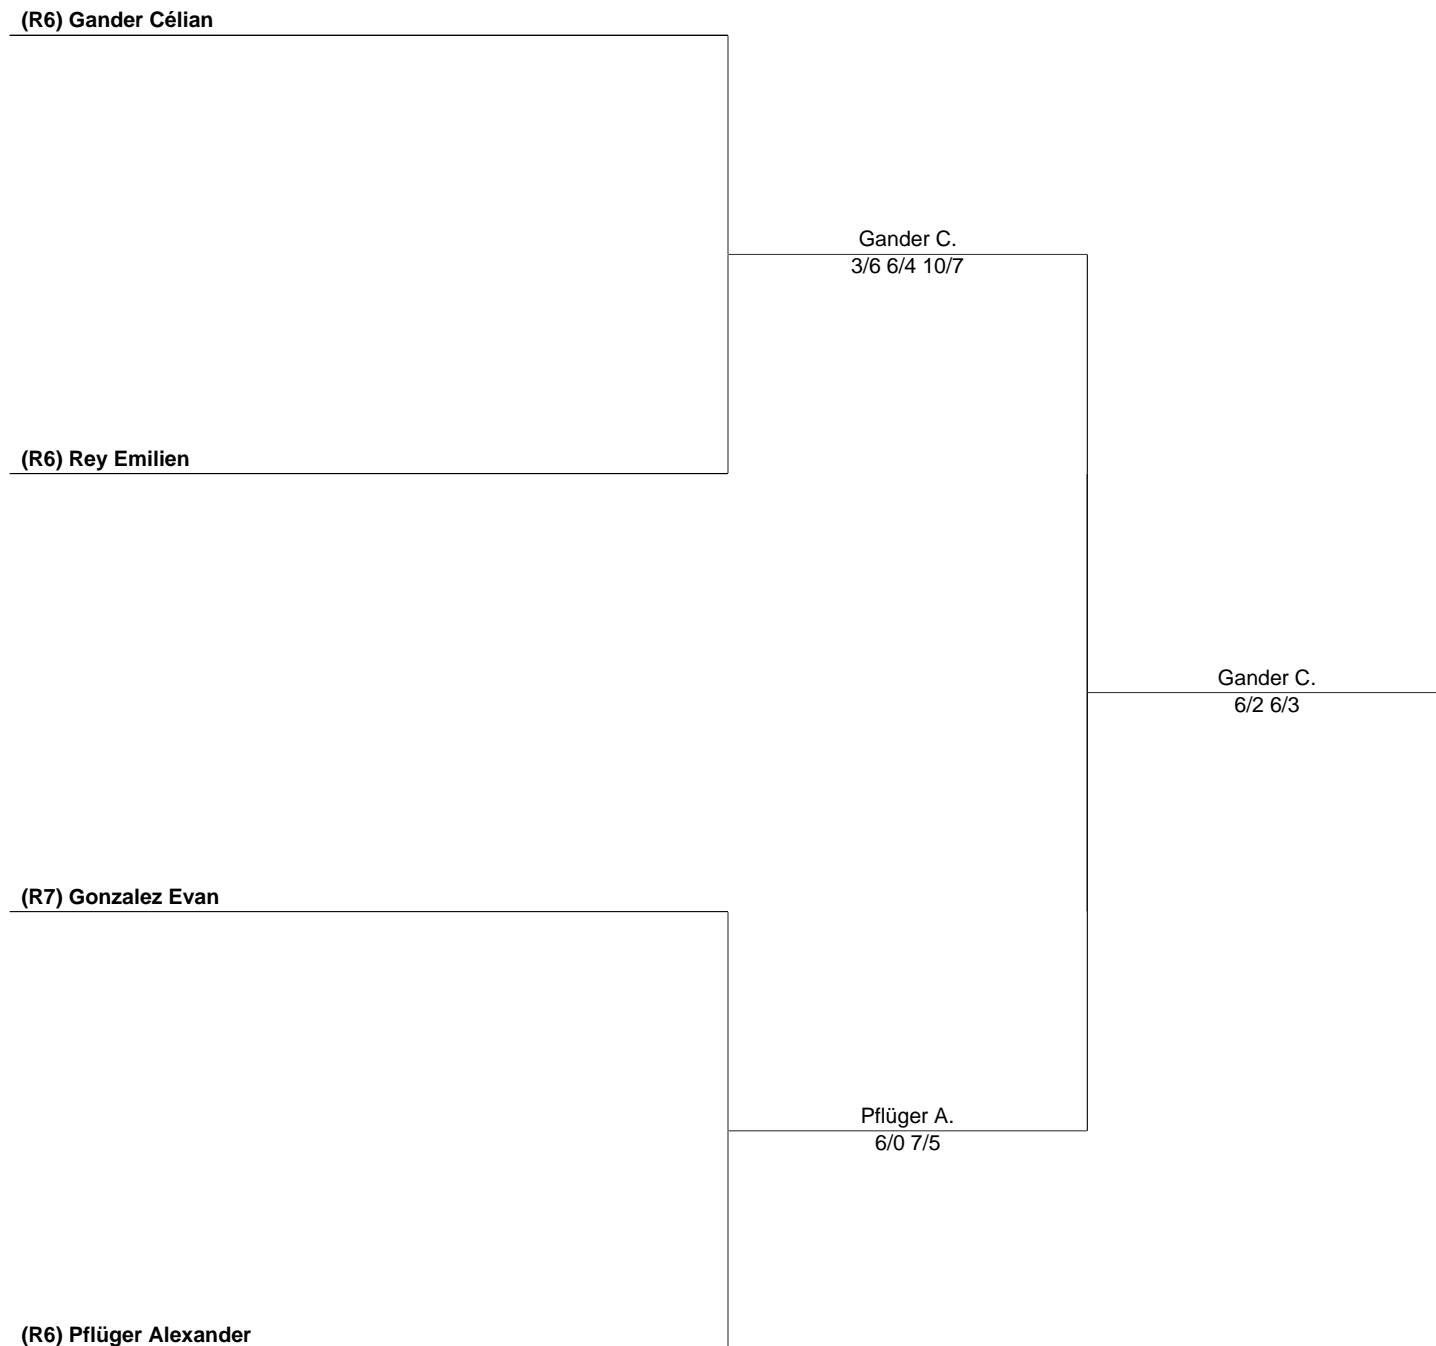 (R6) Gander Célian
Gander C.
3/6 6/4 10/7
(R6) Rey Emilien
Gander C.
6/2 6/3
(R7) Gonzalez Evan
Pflüger A.
6/0 7/5
(R6) Pflüger Alexander